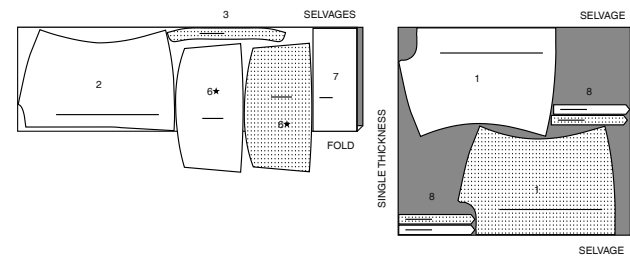 3
SELVAGES
2
6★
6★
7
FOLD
SELVAGE
1
8
SINGLE THICKNESS
8
1
SELVAGE